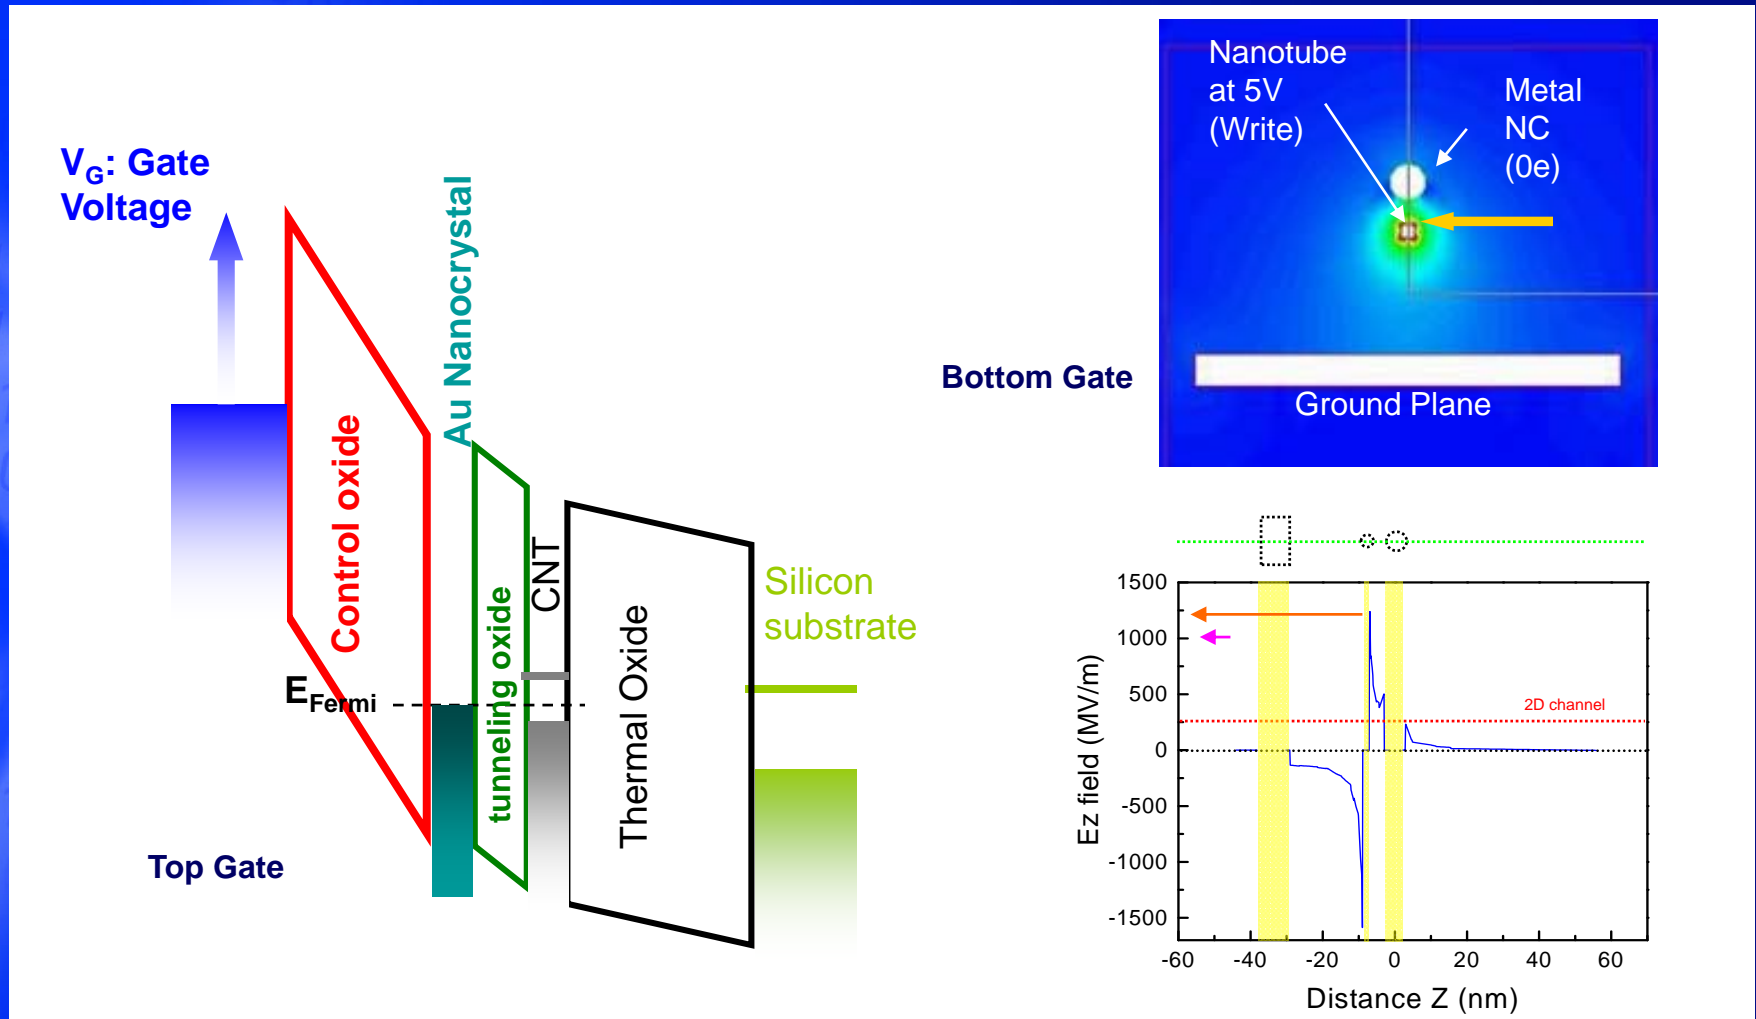 V_G: Gate
Voltage
Au Nanocrystal
Control oxide
tunneling oxide
CNT
Thermal Oxide
Silicon
substrate
E_Fermi
Top Gate
Nanotube
at 5V
(Write)
Metal
NC
(0e)
Bottom Gate
Ground Plane
1500
1000
500
0
-500
-1000
-1500
Ez field (MV/m)
2D channel
-60 -40 -20 0 20 40 60
Distance Z (nm)